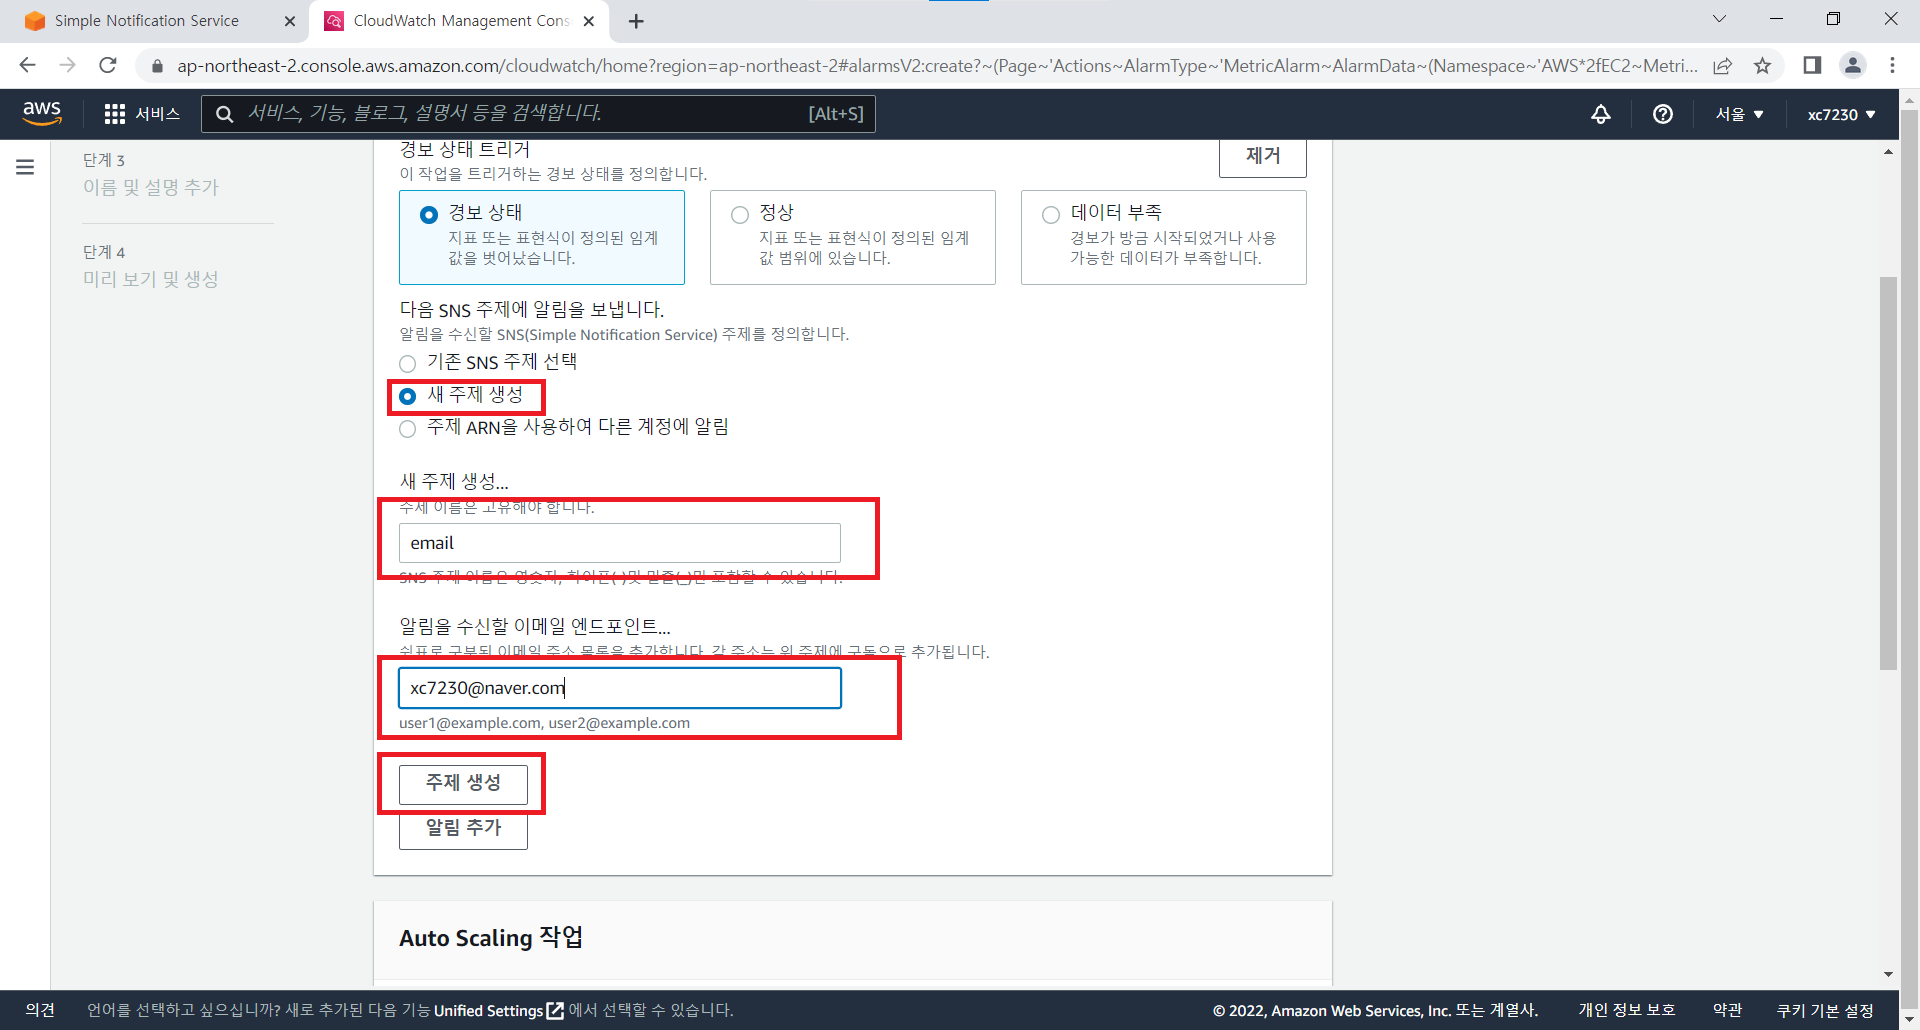 Simple Notification Service
CloudWatch Management Cons
ap-northeast-2.console.aws.amazon.com/cloudwatch/home?region=ap-northeast-2#alarmsV2:create?~(Page~'Actions~AlarmType~'MetricAlarm~AlarmData~(Namespace~'AWS*2fEC2~Metri...
aws
서비스
서비스, 기능, 블로그, 설명서 등을 검색합니다.
[Alt+S]
서울
xc7230
단계 3
이름 및 설명 추가
단계 4
미리 보기 및 생성
경보 상태 트리거
이 작업을 트리거하는 경보 상태를 정의합니다.
제거
경보 상태
지표 또는 표현식이 정의된 임계
값을 벗어났습니다.
정상
지표 또는 표현식이 정의된 임계
값 범위에 있습니다.
데이터 부족
경보가 방금 시작되었거나 사용
가능한 데이터가 부족합니다.
다음 SNS 주제에 알림을 보냅니다.
알림을 수신할 SNS(Simple Notification Service) 주제를 정의합니다.
기존 SNS 주제 선택
새 주제 생성
주제 ARN을 사용하여 다른 계정에 알림
새 주제 생성...
주제 이름은 고유해야 합니다.
email
SNS 주제 이름은 영숫자, 하이픈(-)및 밑줄(_)만 포함할 수 있습니다.
알림을 수신할 이메일 엔드포인트...
쉼표로 구분된 이메일 주소 목록을 추가합니다. 각 주소는 위 주제에 구독으로 추가됩니다.
xc7230@naver.com
user1@example.com, user2@example.com
주제 생성
알림 추가
Auto Scaling 작업
의견
언어를 선택하고 싶으십니까? 새로 추가된 다음 기능 Unified Settings 에서 선택할 수 있습니다.
© 2022, Amazon Web Services, Inc. 또는 계열사.
개인 정보 보호
약관
쿠키 기본 설정